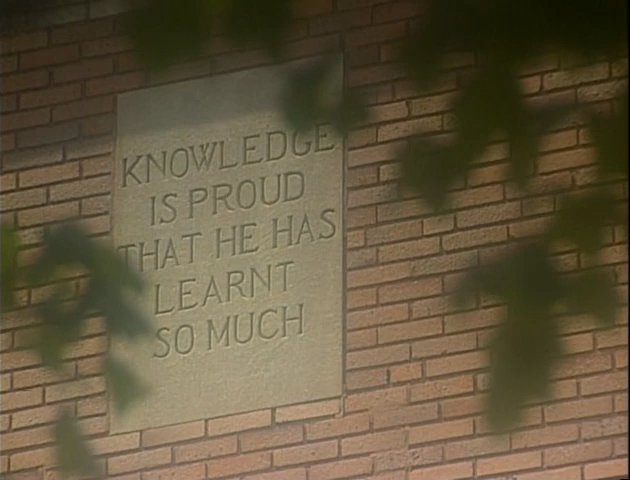 KNOWLEDGE
IS PROUD
THAT HE HAS
LEARNT
SO MUCH